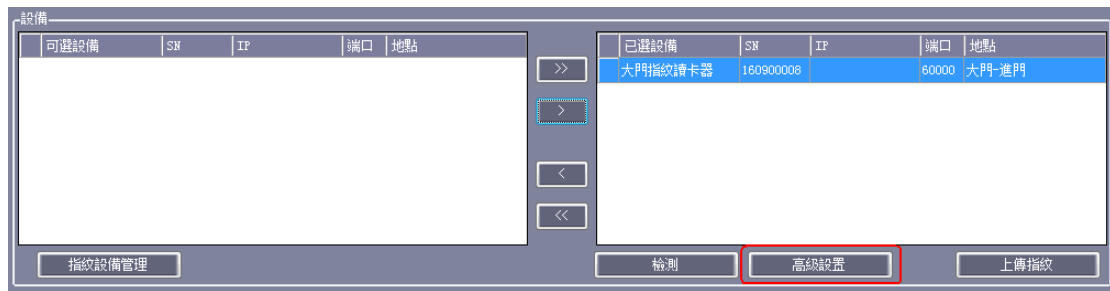 設備
可選設備 SN IP 端口 地點
已選設備 SN IP 端口 地點
大門指紋讀卡器 160900008 60000 大門-進門
>>
>
<
<<
指紋設備管理 檢測 高級設置 上傳指紋